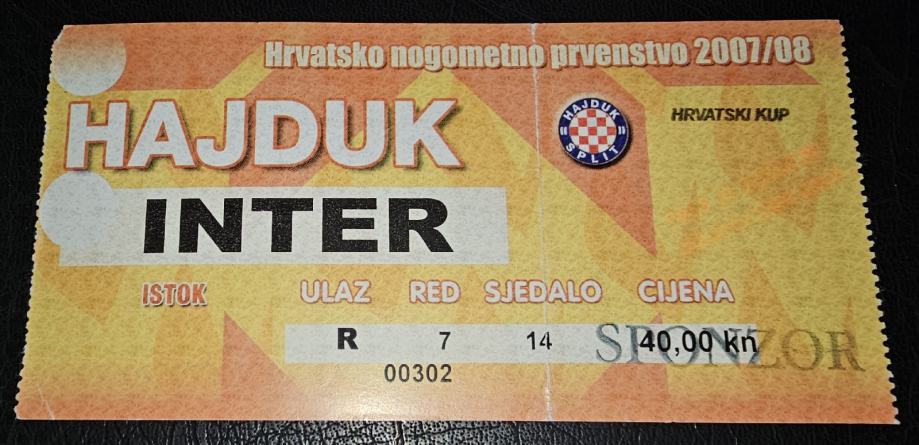 Hrvatsko nogometno prvenstvo 2007/08
HAJDUK
HAJDUK
SPLIT
HRVATSKI KUP
INTER
ISTOK ULAZ RED SJEDALO CIJENA
R 7 14 40,00 kn
SPONZOR
00302